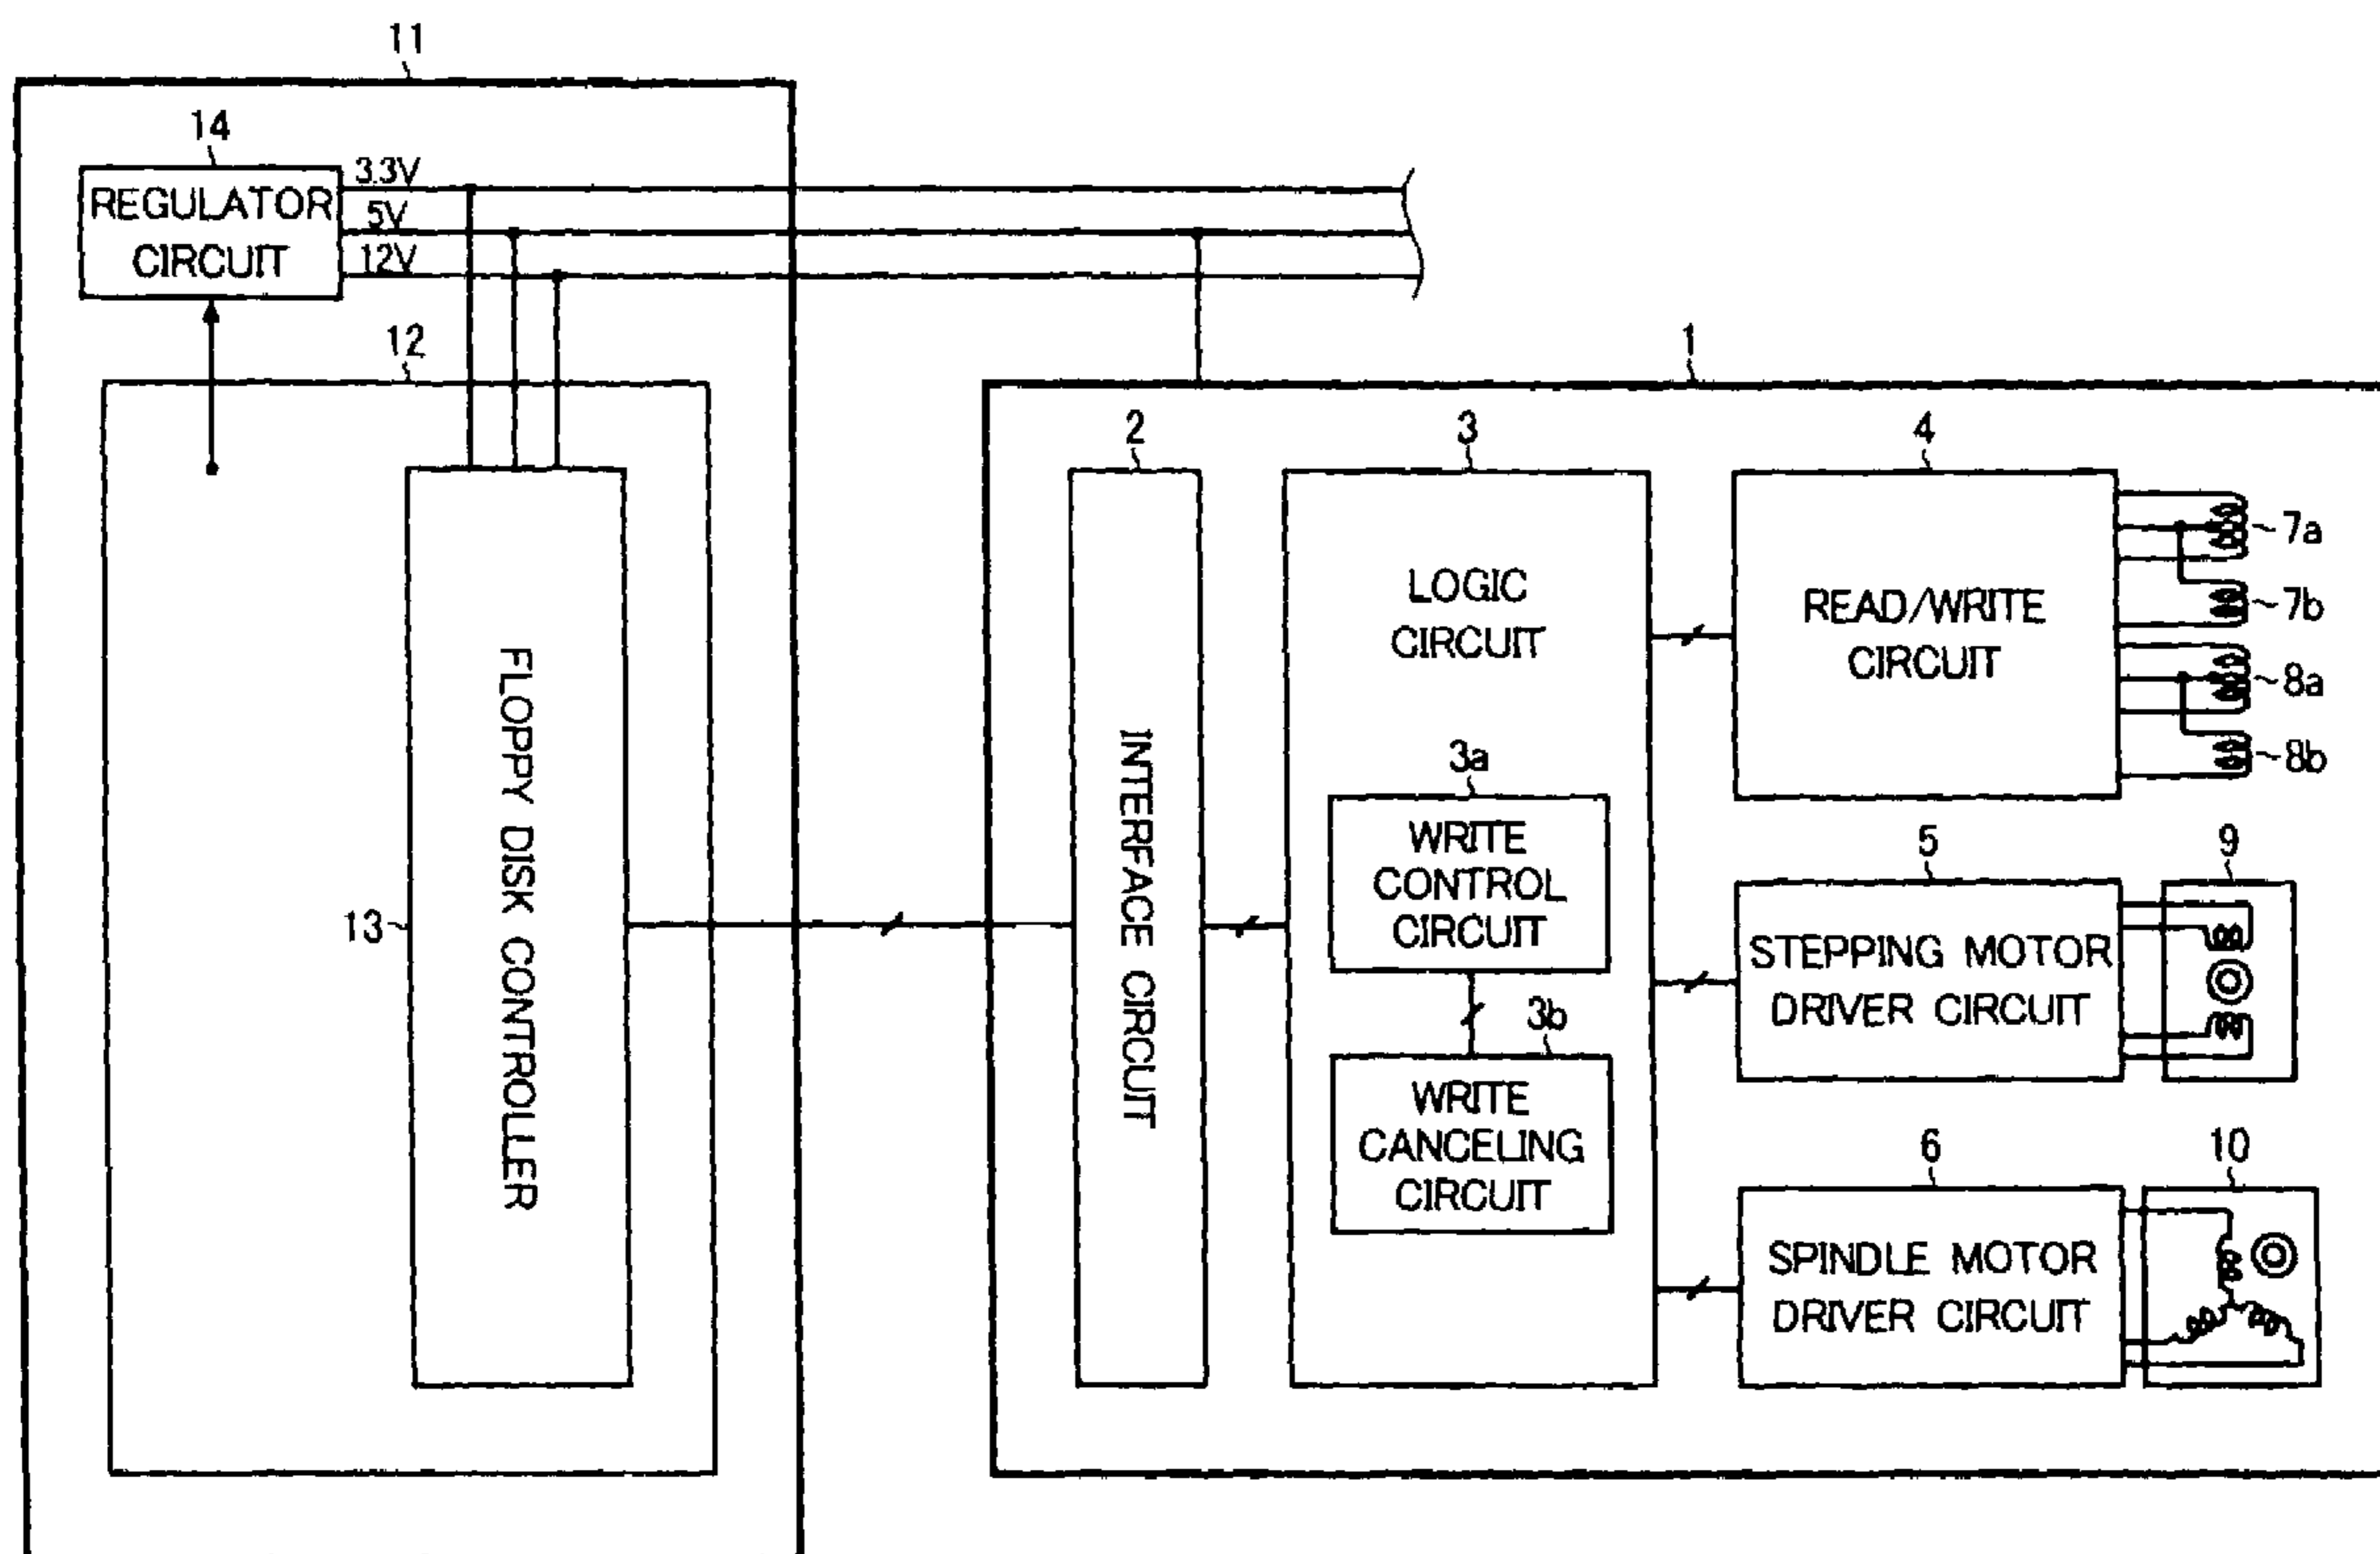 11
14
3.3V
REGULATOR
5V
CIRCUIT
12V
12
1
2
3
4
7a
LOGIC
CIRCUIT
READ/WRITE
CIRCUIT
7b
8a
8b
FLOPPY DISK CONTROLLER
13
INTERFACE CIRCUIT
3a
WRITE
CONTROL
CIRCUIT
3b
WRITE
CANCELING
CIRCUIT
5
9
STEPPING MOTOR
DRIVER CIRCUIT
6
10
SPINDLE MOTOR
DRIVER CIRCUIT